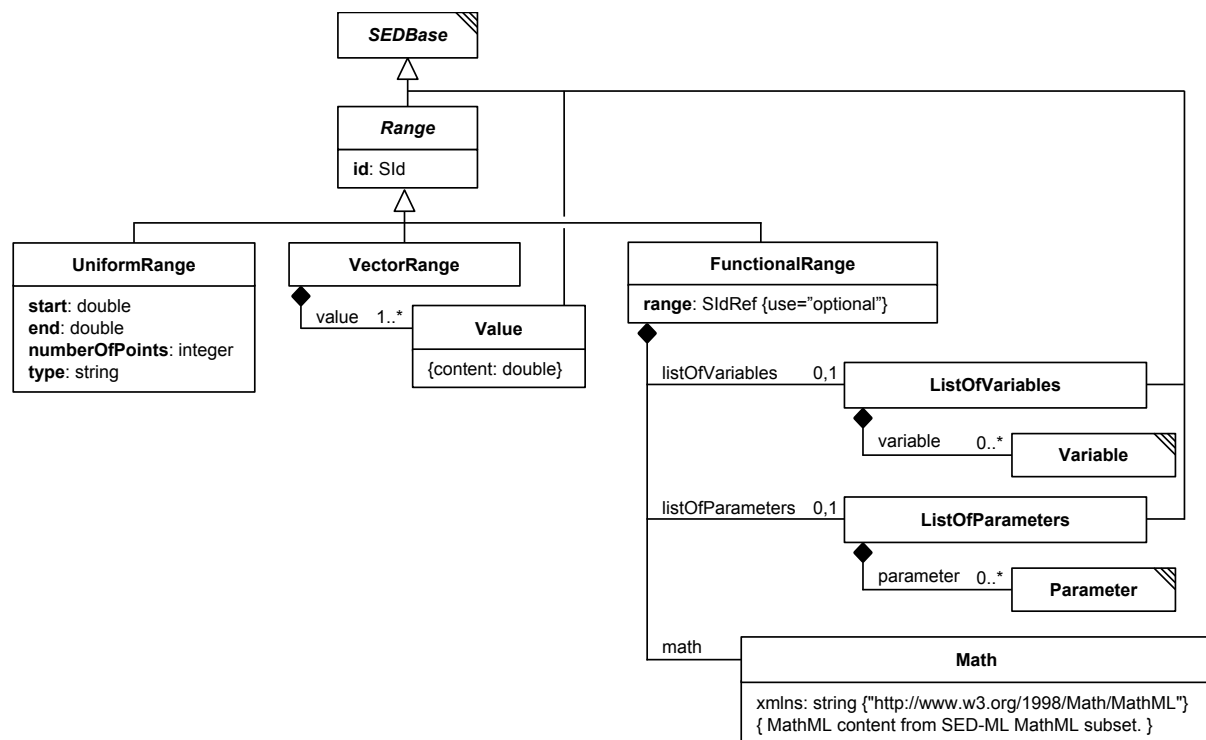 SEDBase
Range
id: SId
UniformRange
start: double
end: double
numberOfPoints: integer
type: string
VectorRange
value 1..*
Value
{content: double}
FunctionalRange
range: SIdRef {use=”optional”}
listOfVariables 0,1
ListOfVariables
variable 0..*
Variable
listOfParameters 0,1
ListOfParameters
parameter 0..*
Parameter
math
Math
xmlns: string {"http://www.w3.org/1998/Math/MathML"}
{ MathML content from SED-ML MathML subset. }